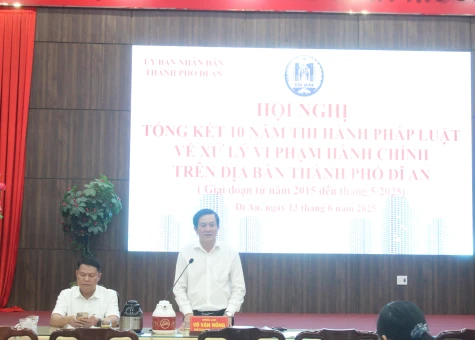 ỦY BAN NHÂN DÂN
THÀNH PHỐ DĨ AN
HỘI NGHỊ
TỔNG KẾT 10 NĂM THI HÀNH PHÁP LUẬT
VỀ XỬ LÝ VI PHẠM HÀNH CHÍNH
TRÊN ĐỊA BÀN THÀNH PHỐ DĨ AN
( Giai đoạn từ năm 2015 đến tháng 5/2025)
Dĩ An, ngày 12 tháng 6 năm 2025
VÕ VĂN HỒNG